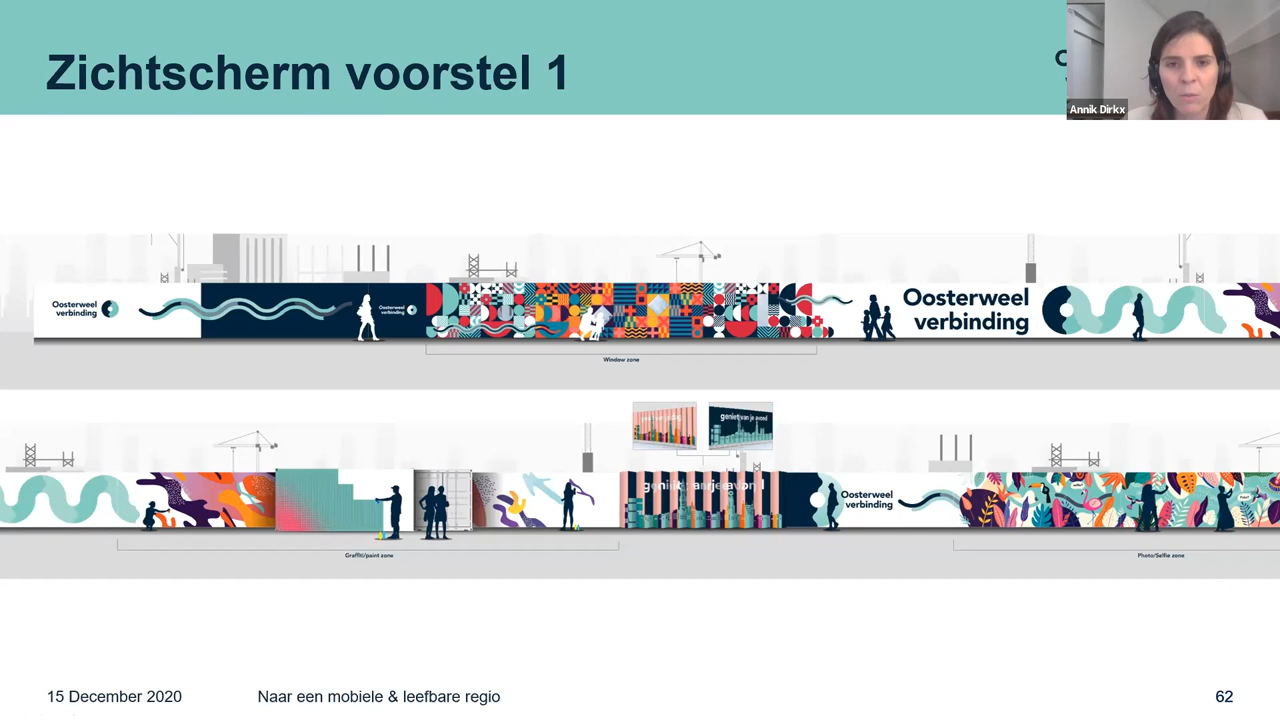 Zichtscherm voorstel 1
Annik Dirkx
Oosterweel
verbinding
Oosterweel
verbinding
Oosterweel
verbinding
Window zone
geniet van je avond
Oosterweel
verbinding
Graffiti/paint zone
Photo/Selfie zone
15 December 2020
Naar een mobiele & leefbare regio
62